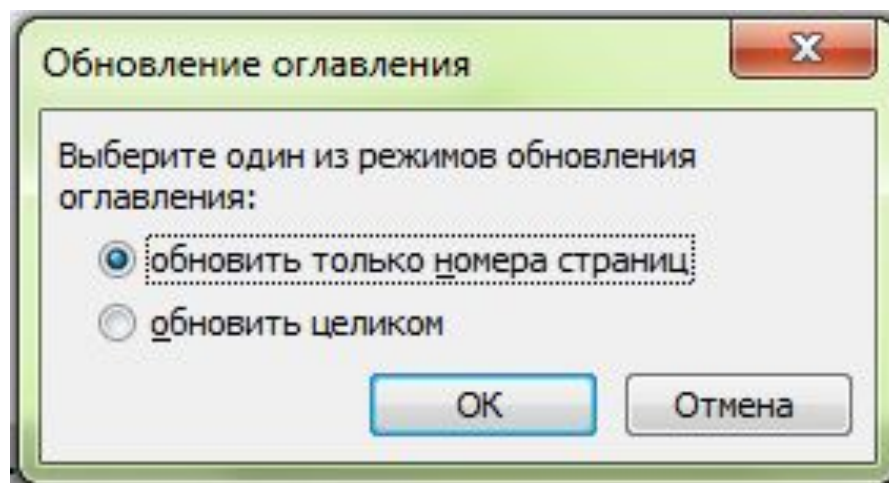 Обновление оглавления
Выберите один из режимов обновления
оглавления:
обновить только номера страниц
обновить целиком
ОК
Отмена